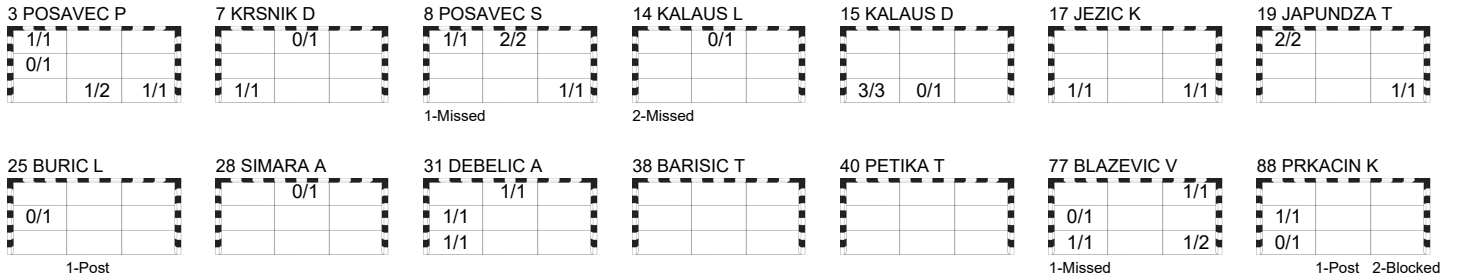 3 POSAVEC P 7 KRSNIK D 8 POSAVEC S 14 KALAUS L 15 KALAUS D 17 JEZIC K 19 JAPUNDZA T
1/1 0/1 1/1 2/2 0/1 2/2
0/1
1/2 1/1 1/1 1/1 3/3 0/1 1/1 1/1 1/1
1-Missed 2-Missed
25 BURIC L 28 SIMARA A 31 DEBELIC A 38 BARISIC T 40 PETIKA T 77 BLAZEVIC V 88 PRKACIN K
0/1 1/1 1/1
0/1 1/1 0/1 1/1
1/1 1/1 1/2 0/1
1-Post 1-Missed 1-Post 2-Blocked